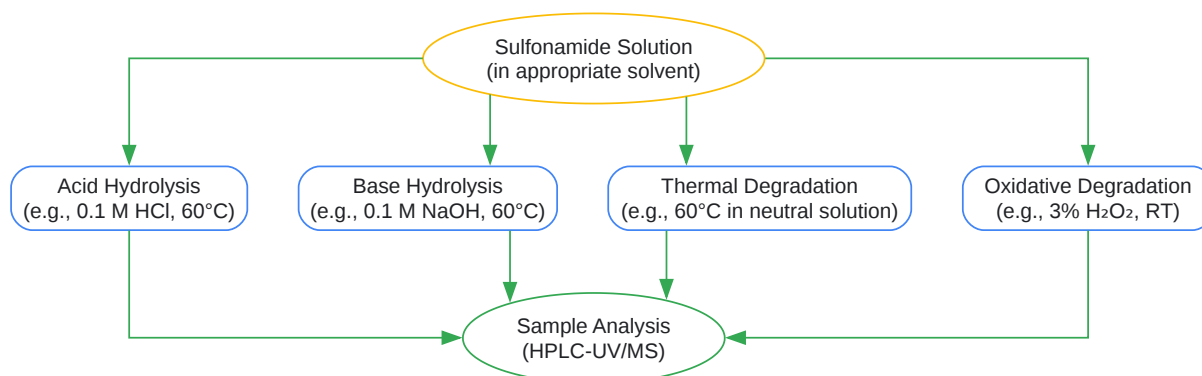 Sulfonamide Solution
(in appropriate solvent)
Acid Hydrolysis
(e.g., 0.1 M HCl, 60°C)
Base Hydrolysis
(e.g., 0.1 M NaOH, 60°C)
Thermal Degradation
(e.g., 60°C in neutral solution)
Oxidative Degradation
(e.g., 3% H₂O₂, RT)
Sample Analysis
(HPLC-UV/MS)